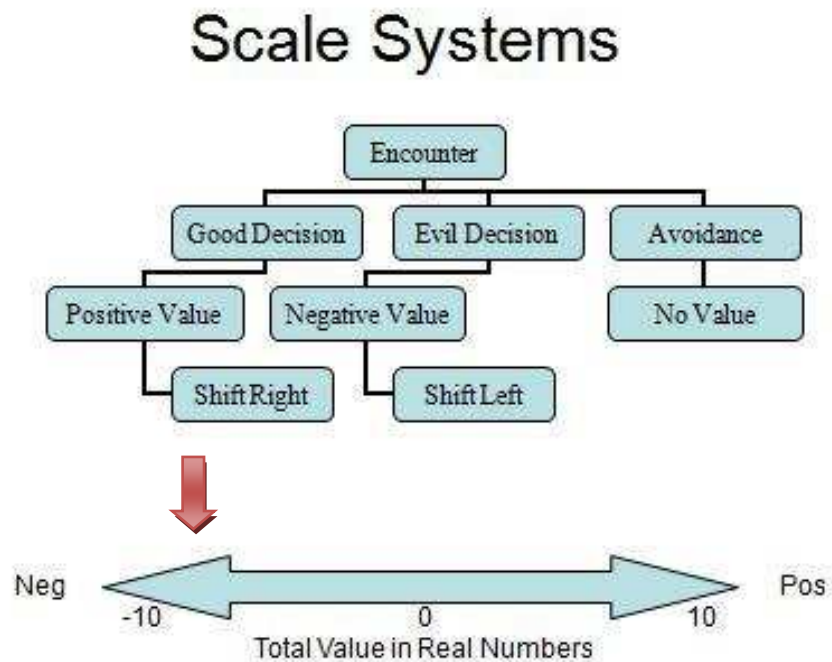 Scale Systems
Encounter
Good Decision
Evil Decision
Avoidance
Positive Value
Negative Value
No Value
Shift Right
Shift Left
Neg
Pos
-10
0
10
Total Value in Real Numbers